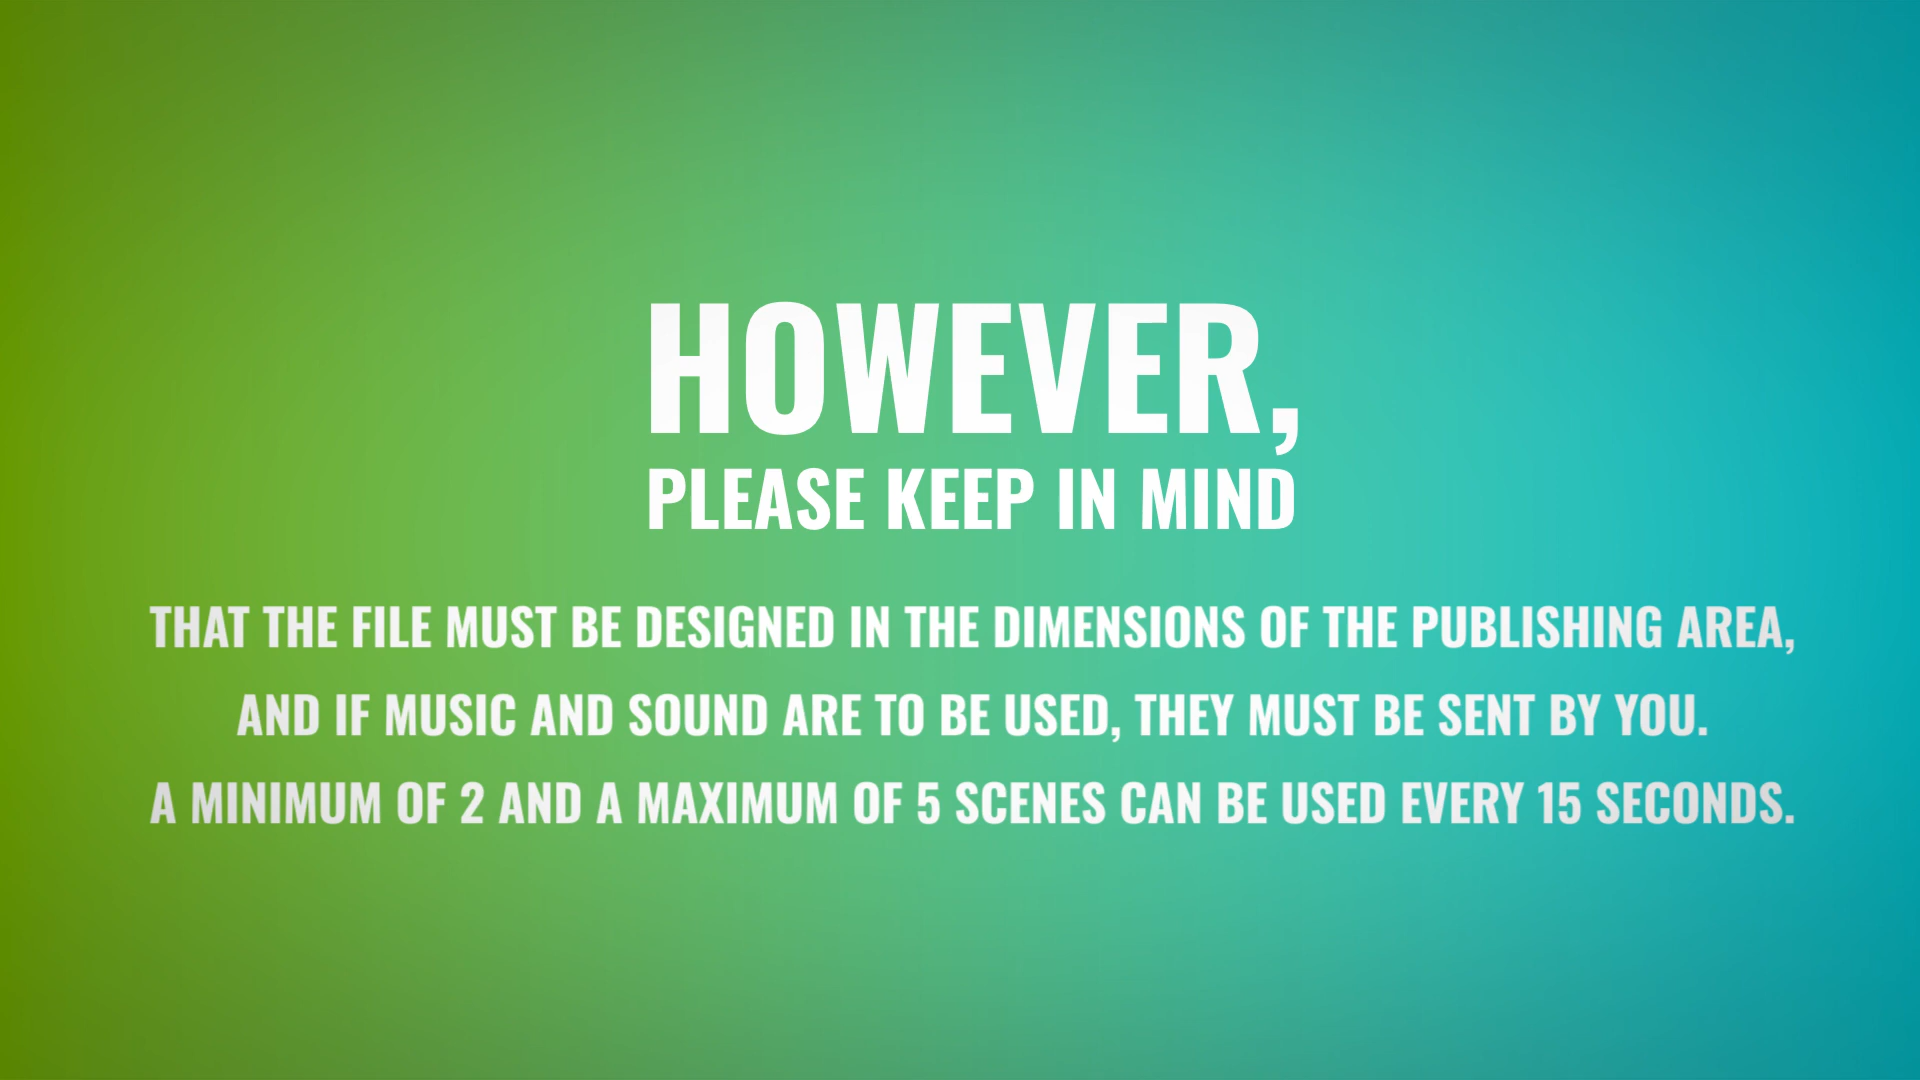 HOWEVER,
PLEASE KEEP IN MIND
THAT THE FILE MUST BE DESIGNED IN THE DIMENSIONS OF THE PUBLISHING AREA,
AND IF MUSIC AND SOUND ARE TO BE USED, THEY MUST BE SENT BY YOU.
A MINIMUM OF 2 AND A MAXIMUM OF 5 SCENES CAN BE USED EVERY 15 SECONDS.